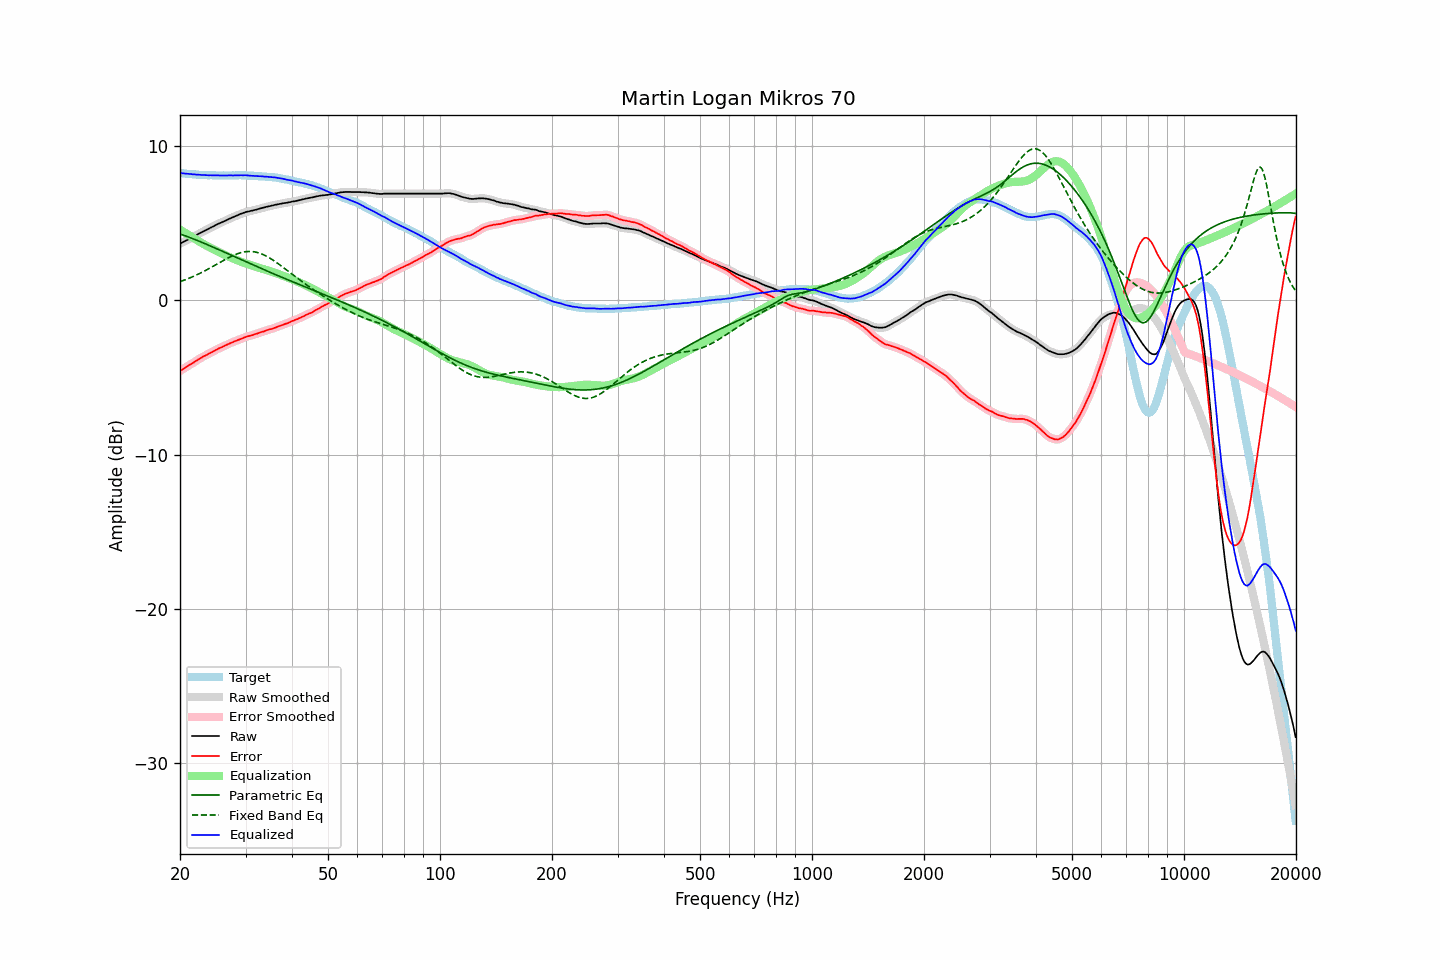 Martin Logan Mikros 70
Amplitude (dBr)
10
0
−10
−20
−30
Target
Raw Smoothed
Error Smoothed
Raw
Error
Equalization
Parametric Eq
Fixed Band Eq
Equalized
20 50 100 200 500 1000 2000 5000 10000 20000
Frequency (Hz)